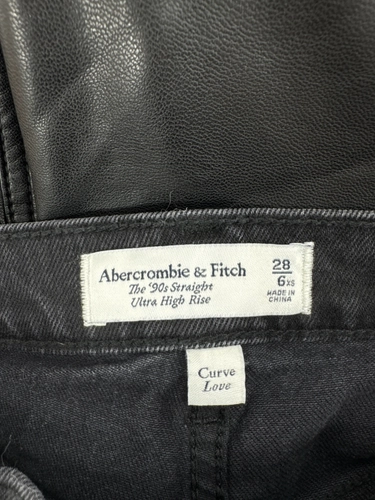 Abercrombie & Fitch
The '90s Straight
Ultra High Rise
28
6XS
MADE IN
CHINA
Curve
Love